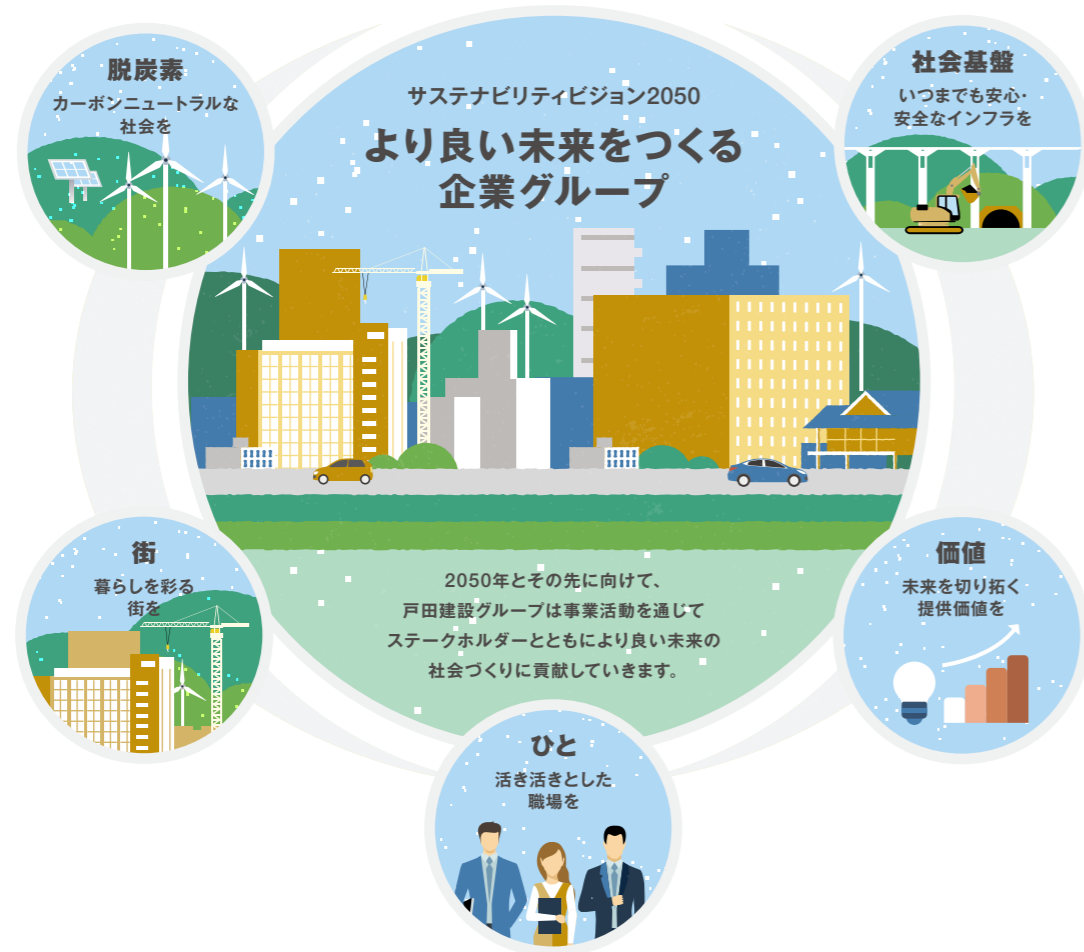 脱炭素
カーボンニュートラルな
社会を
サステナビリティビジョン2050
より良い未来をつくる
企業グループ
社会基盤
いつまでも安心・
安全なインフラを
街
暮らしを彩る
街を
2050年とその先に向けて、
戸田建設グループは事業活動を通じて
ステークホルダーとともにより良い未来の
社会づくりに貢献していきます。
価値
未来を切り拓く
提供価値を
ひと
活き活きとした
職場を